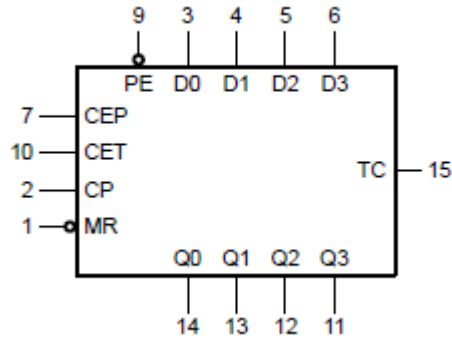 9 3 4 5 6
PE D0 D1 D2 D3
7 CEP
10 CET
TC 15
2 CP
1 MR
Q0 Q1 Q2 Q3
14 13 12 11